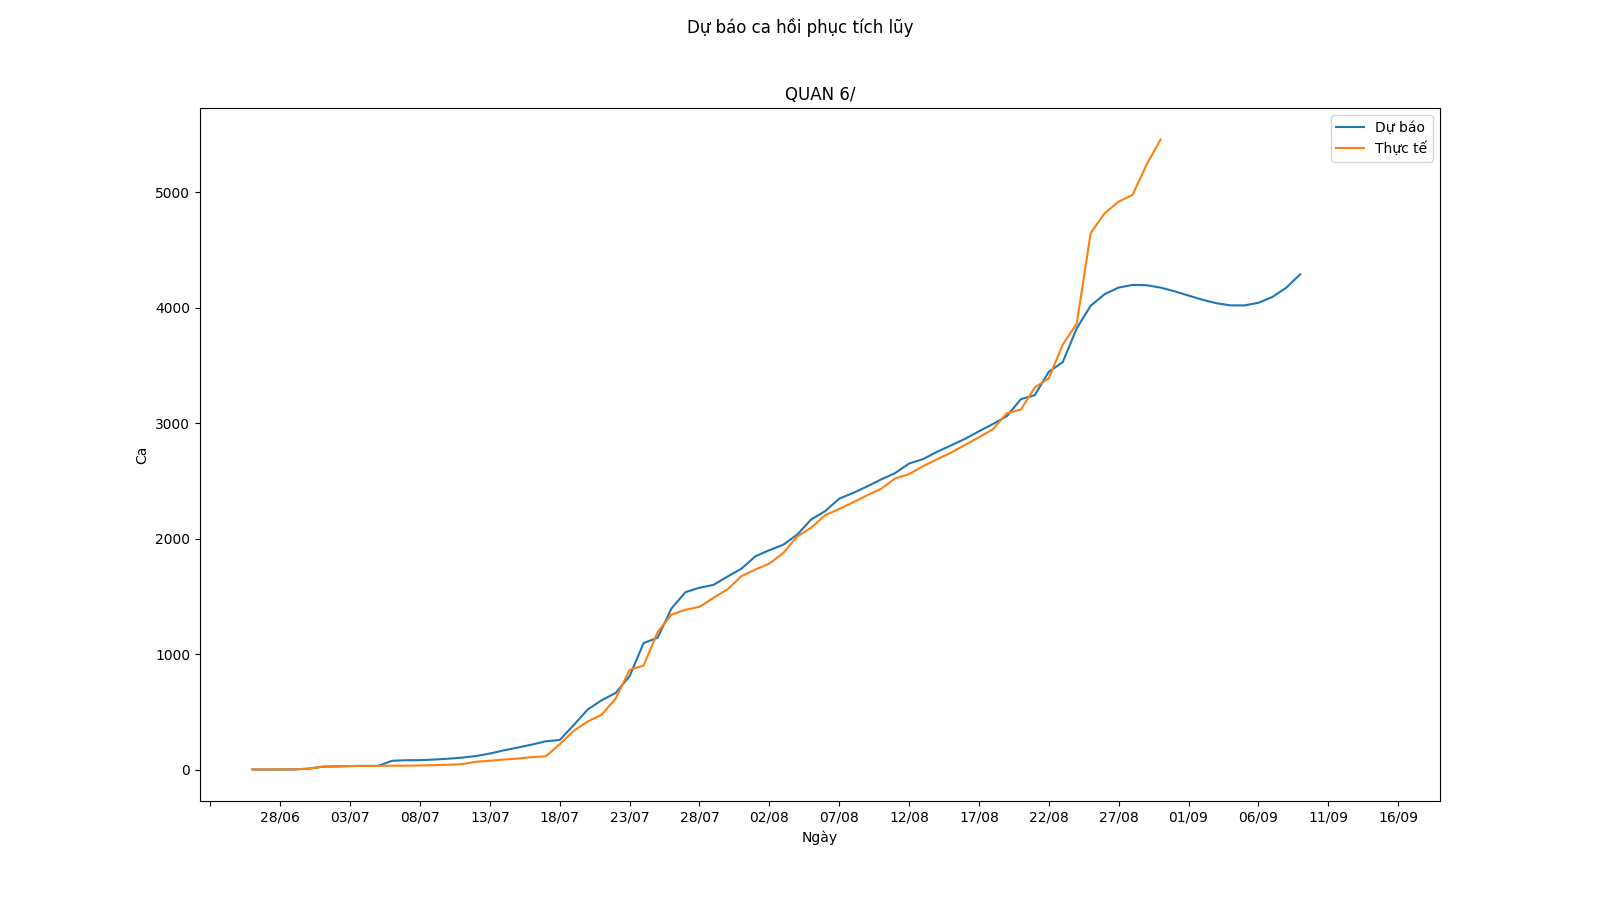 Dự báo ca hồi phục tích lũy
QUAN 6/
Dự báo
Thực tế
5000
4000
3000
2000
1000
0
Ca
28/06 03/07 08/07 13/07 18/07 23/07 28/07 02/08 07/08 12/08 17/08 22/08 27/08 01/09 06/09 11/09 16/09
Ngày